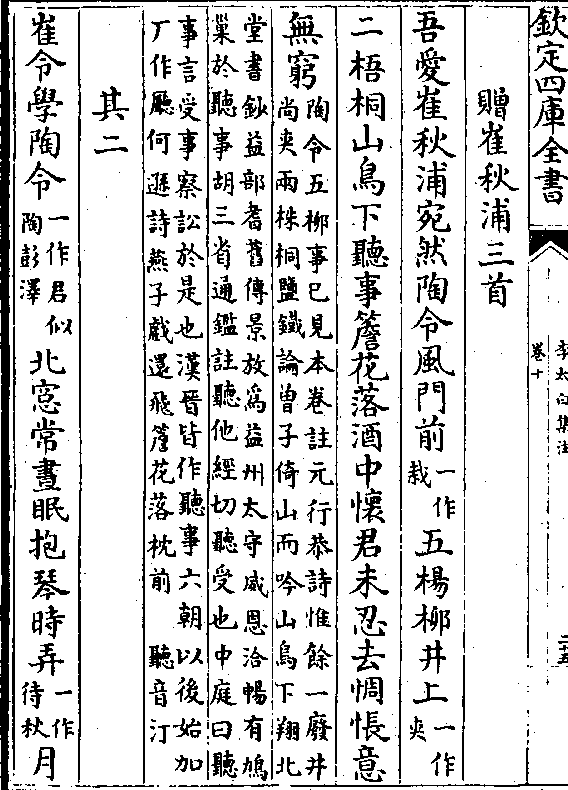 欽定四庫全書
李太白集注
卷十
贈崔秋浦三首
吾愛崔秋浦宛然陶令風門前一作栽五楊柳井上一作夾
二梧桐山鳥下聽事簷花落酒中懷君未忍去惆悵意
無窮陶令五柳事已見本卷註元行恭詩惟餘一廢井
尚夾兩株桐鹽鐵論曾子倚山而吟山鳥下翔北
堂書鈔益部耆舊傳景放爲益州太守威恩洽暢有鳩
巢於聽事胡三省通鑑註聽他經切聽受也中庭曰聽
事言受事察訟於是也漢晉皆作聽事六朝以後始加
厂作廳何遜詩燕子戲還飛簷花落枕前 聽音汀
其二
崔令學陶令一作君似陶彭澤北窓常晝眠抱琴時弄一作待秋月